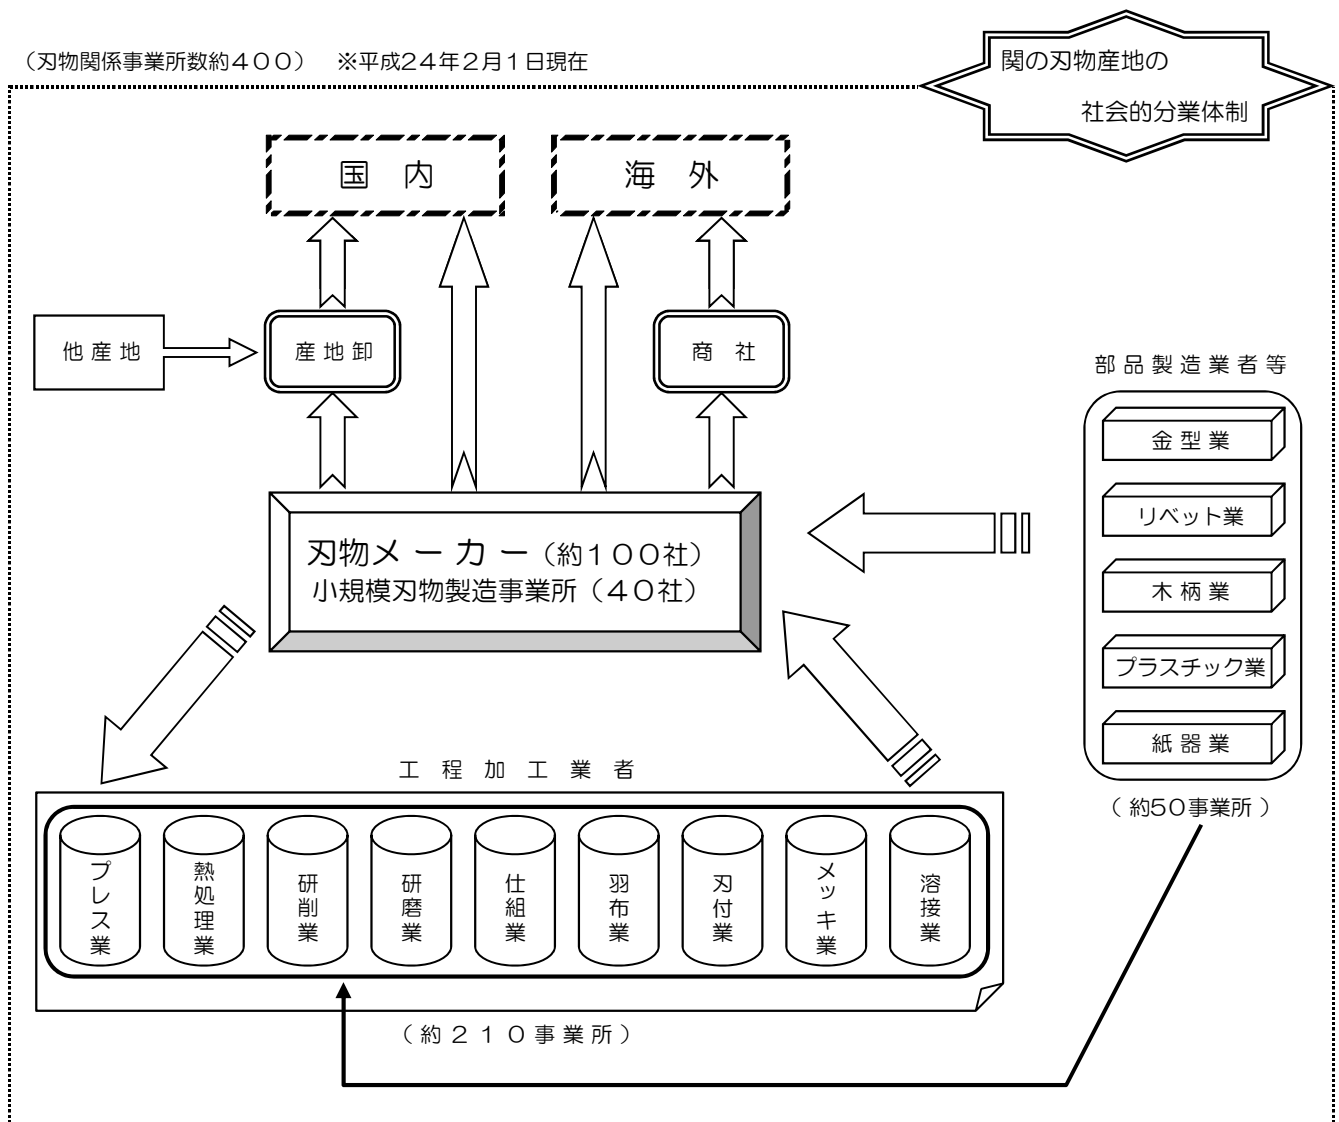 （刃物関係事業所数約４００）　※平成２４年２月１日現在
関の刃物産地の
社会的分業体制
国　内
海　外
他 産 地
産 地 卸
商　社
部 品 製 造 業 者 等
金 型 業
リベット業
木 柄 業
プラスチック業
紙 器 業
（ 約50事業所 ）
刃物メ ー カ ー（約１００社）
小規模刃物製造事業所（４０社）
工　程　加　工　業　者
プレス業
熱処理業
研削業
研磨業
仕組業
羽布業
刃付業
メッキ業
溶接業
（ 約 ２ １ ０ 事 業 所 ）